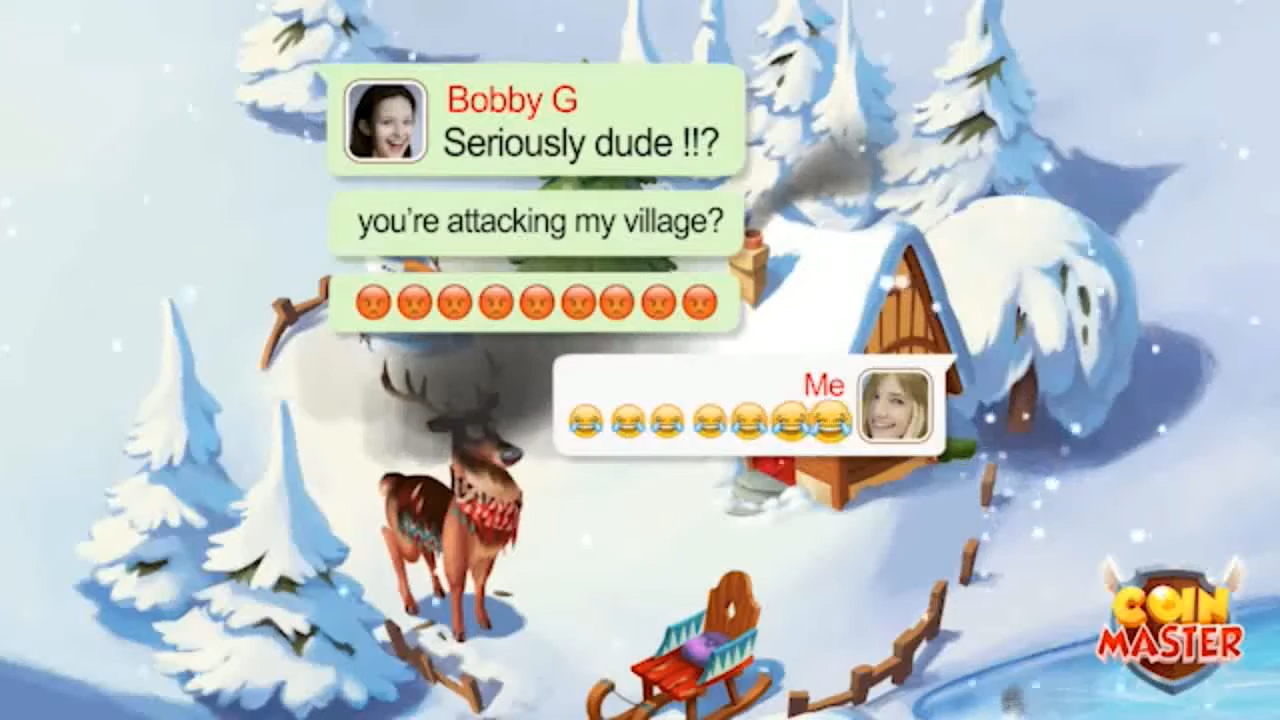 Bobby G
Seriously dude !!?
you're attacking my village?
😡😡😡😡😡😡😡😡😡
Me
😂😂😂😂😂😂😂
COIN
MASTER